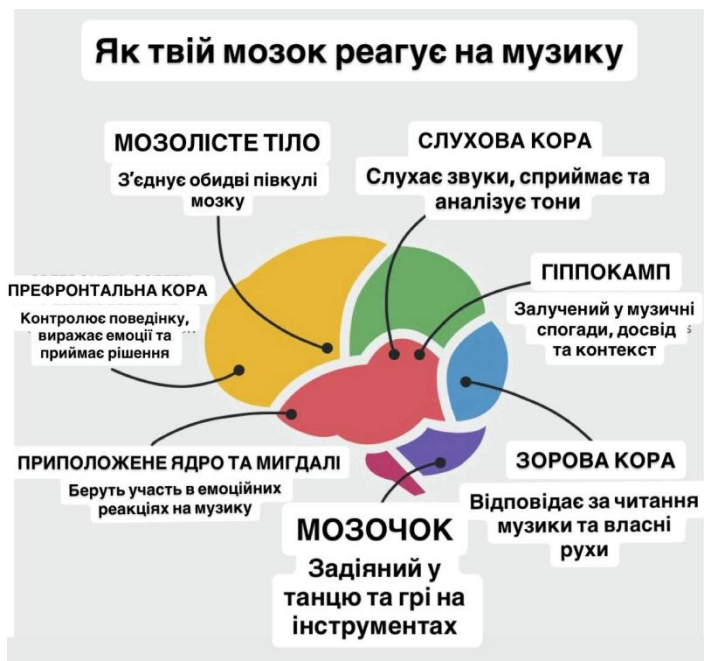 Як твій мозок реагує на музику
МОЗОЛІСТЕ ТІЛО
З’єднує обидві півкулі
мозку
СЛУХОВА КОРА
Слухає звуки, сприймає та
аналізує тони
ПРЕФРОНТАЛЬНА КОРА
Контролює поведінку,
виражає емоції та
приймає рішення
ГІППОКАМП
Залучений у музичні
спогади, досвід
та контекст
ПРИПОЛОЖЕНЕ ЯДРО ТА МИГДАЛІ
Беруть участь в емоційних
реакціях на музику
МОЗОЧОК
Задіяний у
танцю та грі на
інструментах
ЗОРОВА КОРА
Відповідає за читання
музики та власні
рухи